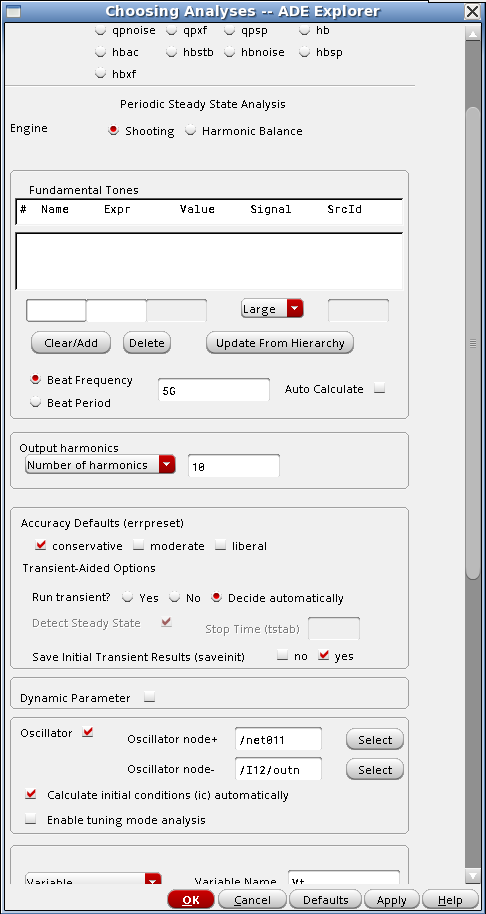 Choosing Analyses -- ADE Explorer
qpnoise qpxf qpsp hb
hbac hbstb hbnoise hbsp
hbxf
Periodic Steady State Analysis
Engine Shooting Harmonic Balance
Fundamental Tones
# Name Expr Value Signal SrcId
Large
Clear/Add Delete Update From Hierarchy
Beat Frequency 5G Auto Calculate
Beat Period
Output harmonics
Number of harmonics 10
Accuracy Defaults (errpreset)
conservative moderate liberal
Transient-Aided Options
Run transient? Yes No Decide automatically
Detect Steady State Stop Time (tstab)
Save Initial Transient Results (saveinit) no yes
Dynamic Parameter
Oscillator Oscillator node+ /net011 Select
Oscillator node- /I12/outn Select
Calculate initial conditions (ic) automatically
Enable tuning mode analysis
Variable Variable Name Vt
OK Cancel Defaults Apply Help